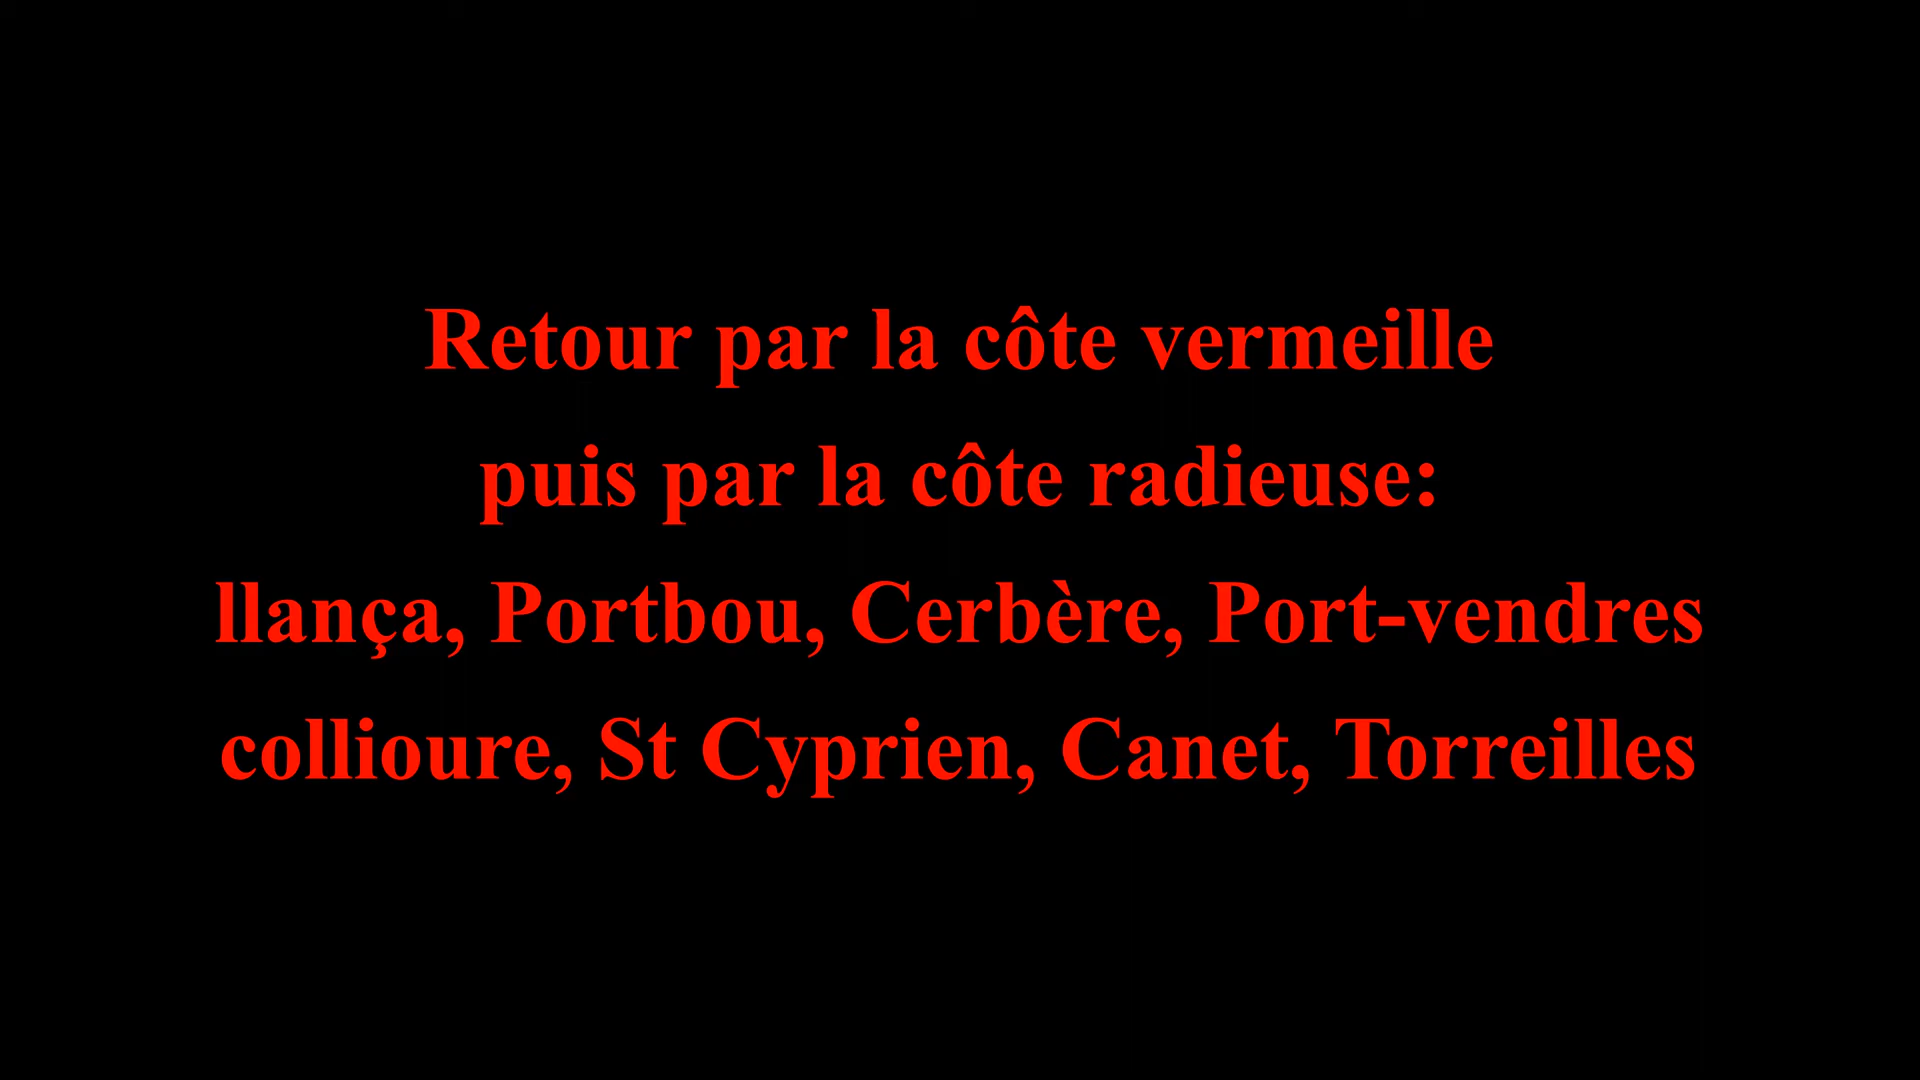 Retour par la côte vermeille
puis par la côte radieuse:
llança, Portbou, Cerbère, Port-vendres
collioure, St Cyprien, Canet, Torreilles